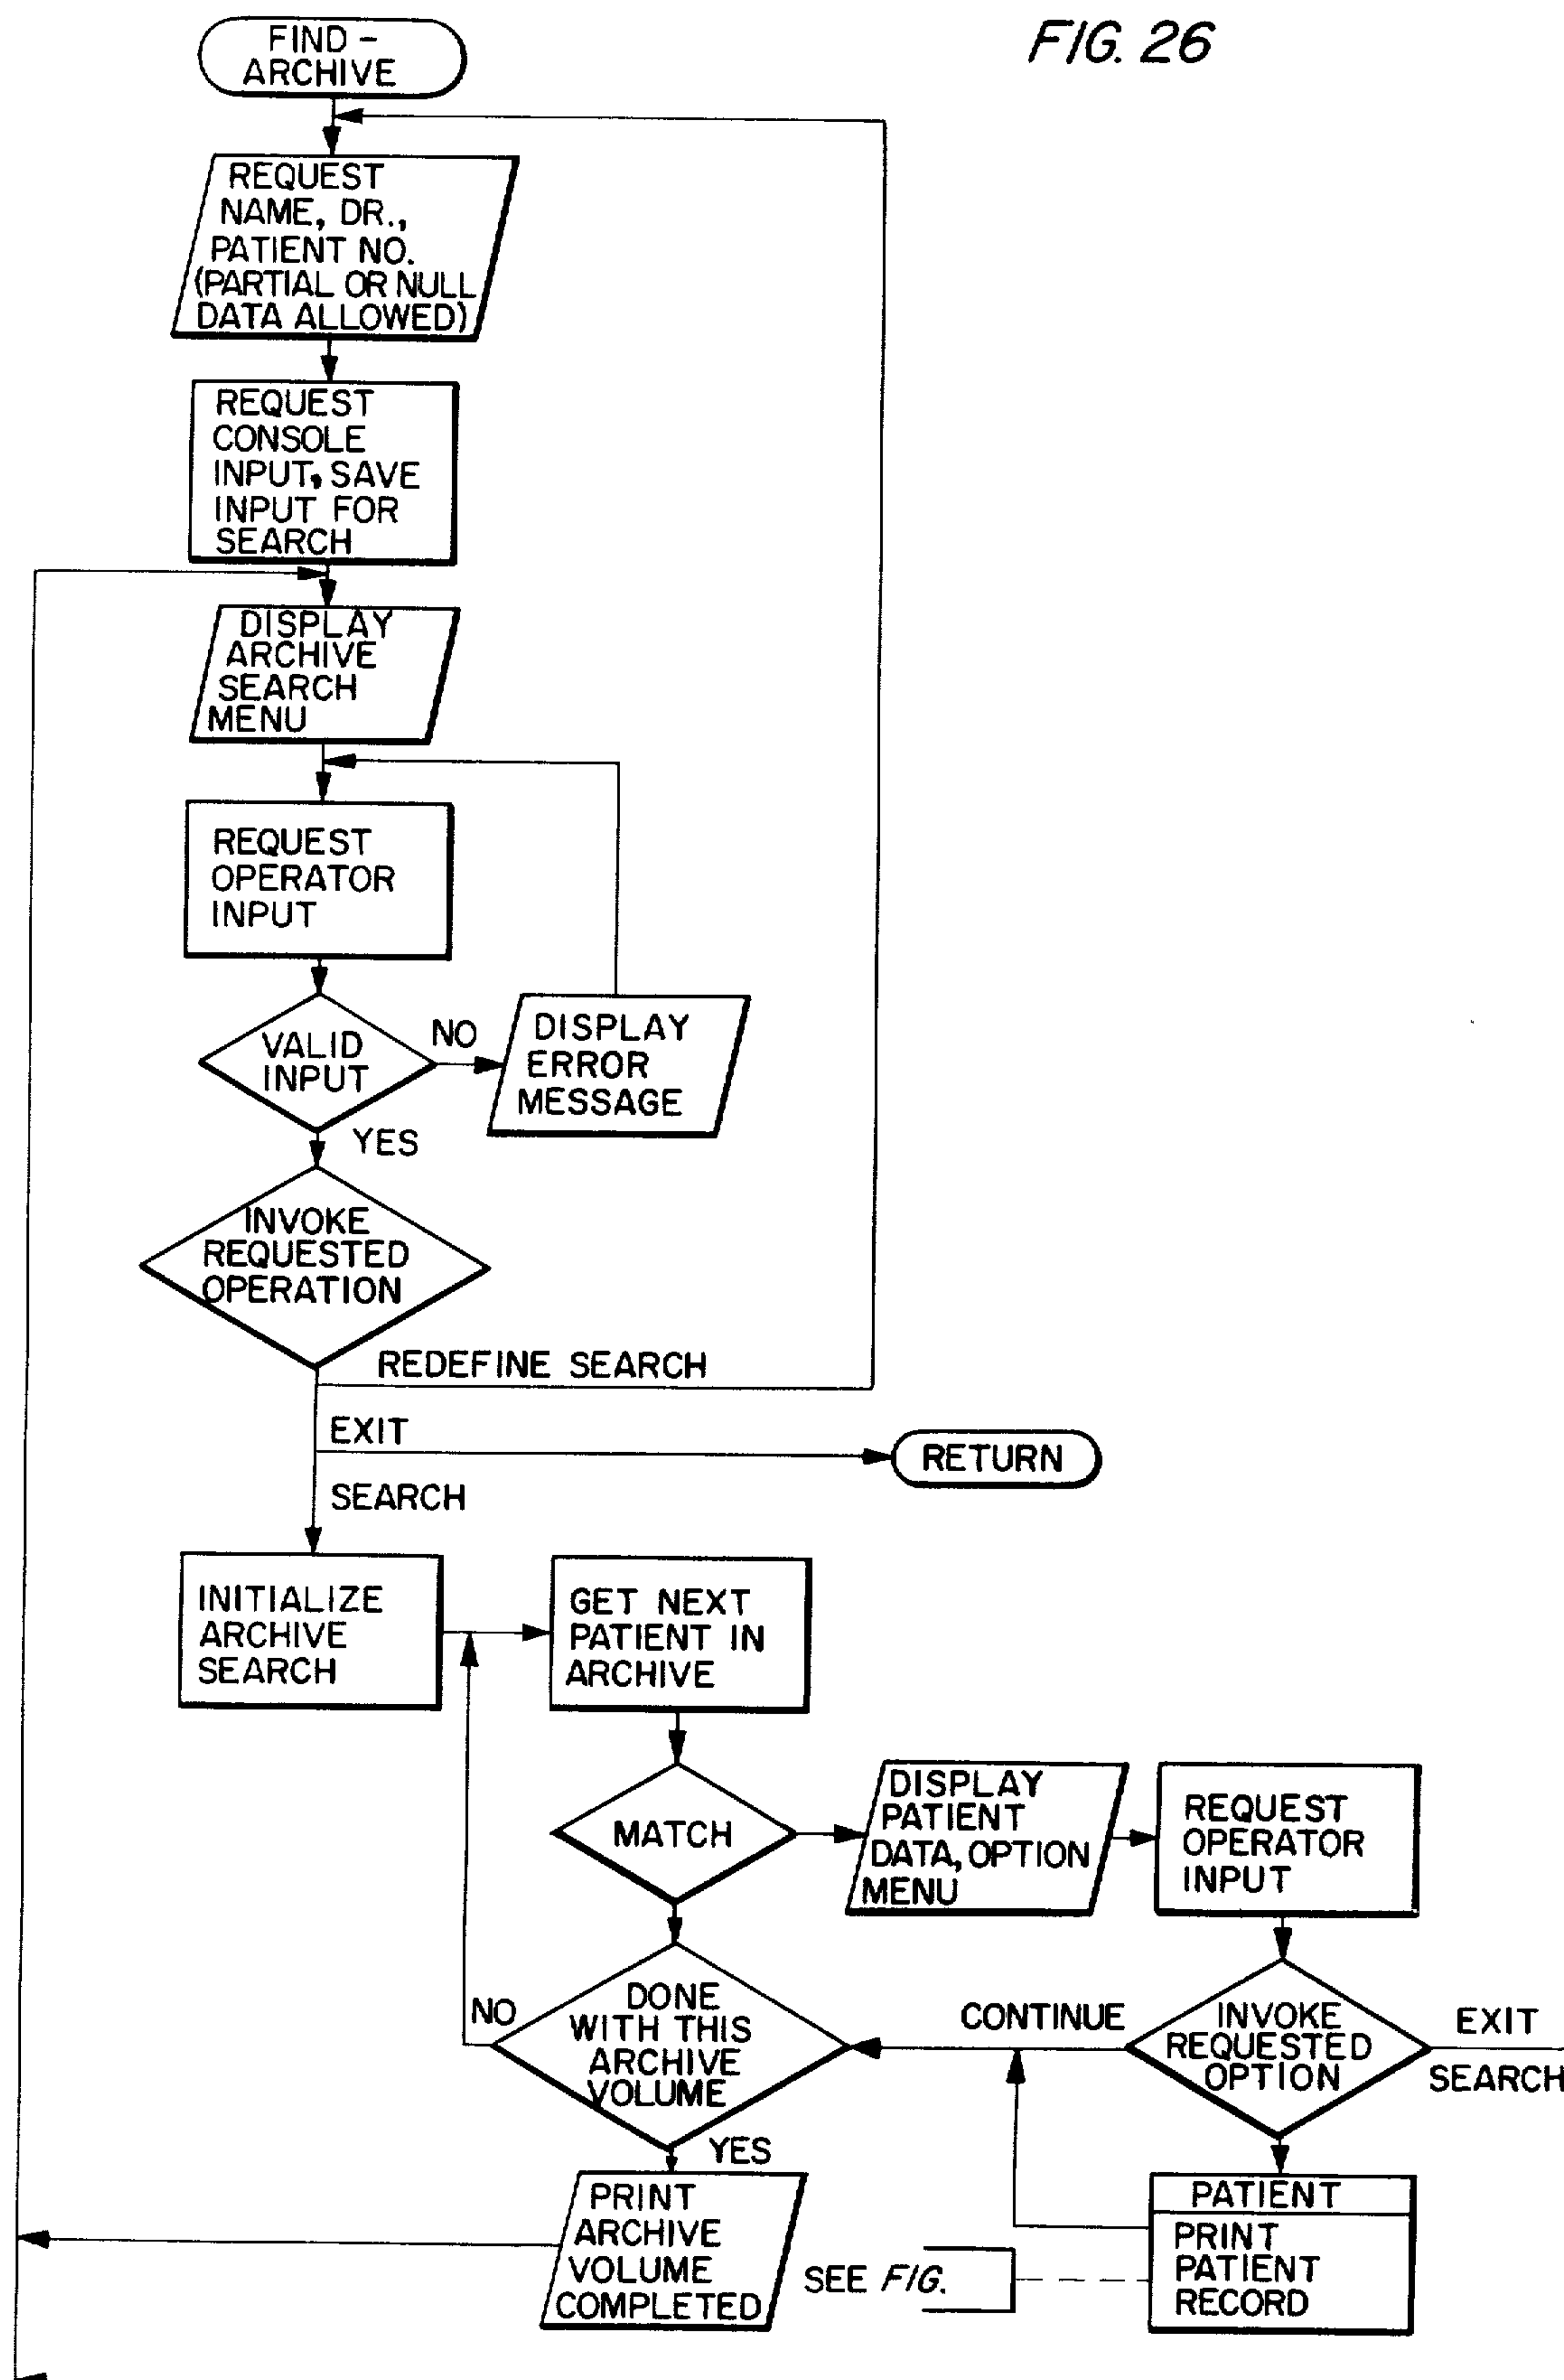 FIG. 26
FIND -
ARCHIVE
REQUEST
NAME, DR.,
PATIENT NO.
(PARTIAL OR NULL
DATA ALLOWED)
REQUEST
CONSOLE
INPUT, SAVE
INPUT FOR
SEARCH
DISPLAY
ARCHIVE
SEARCH
MENU
REQUEST
OPERATOR
INPUT
VALID
INPUT
NO
DISPLAY
ERROR
MESSAGE
YES
INVOKE
REQUESTED
OPERATION
REDEFINE SEARCH
EXIT
RETURN
SEARCH
INITIALIZE
ARCHIVE
SEARCH
GET NEXT
PATIENT IN
ARCHIVE
MATCH
DISPLAY
PATIENT
DATA, OPTION
MENU
REQUEST
OPERATOR
INPUT
NO
DONE
WITH THIS
ARCHIVE
VOLUME
CONTINUE
INVOKE
REQUESTED
OPTION
EXIT
SEARCH
YES
PRINT
ARCHIVE
VOLUME
COMPLETED
SEE FIG.
PATIENT
PRINT
PATIENT
RECORD